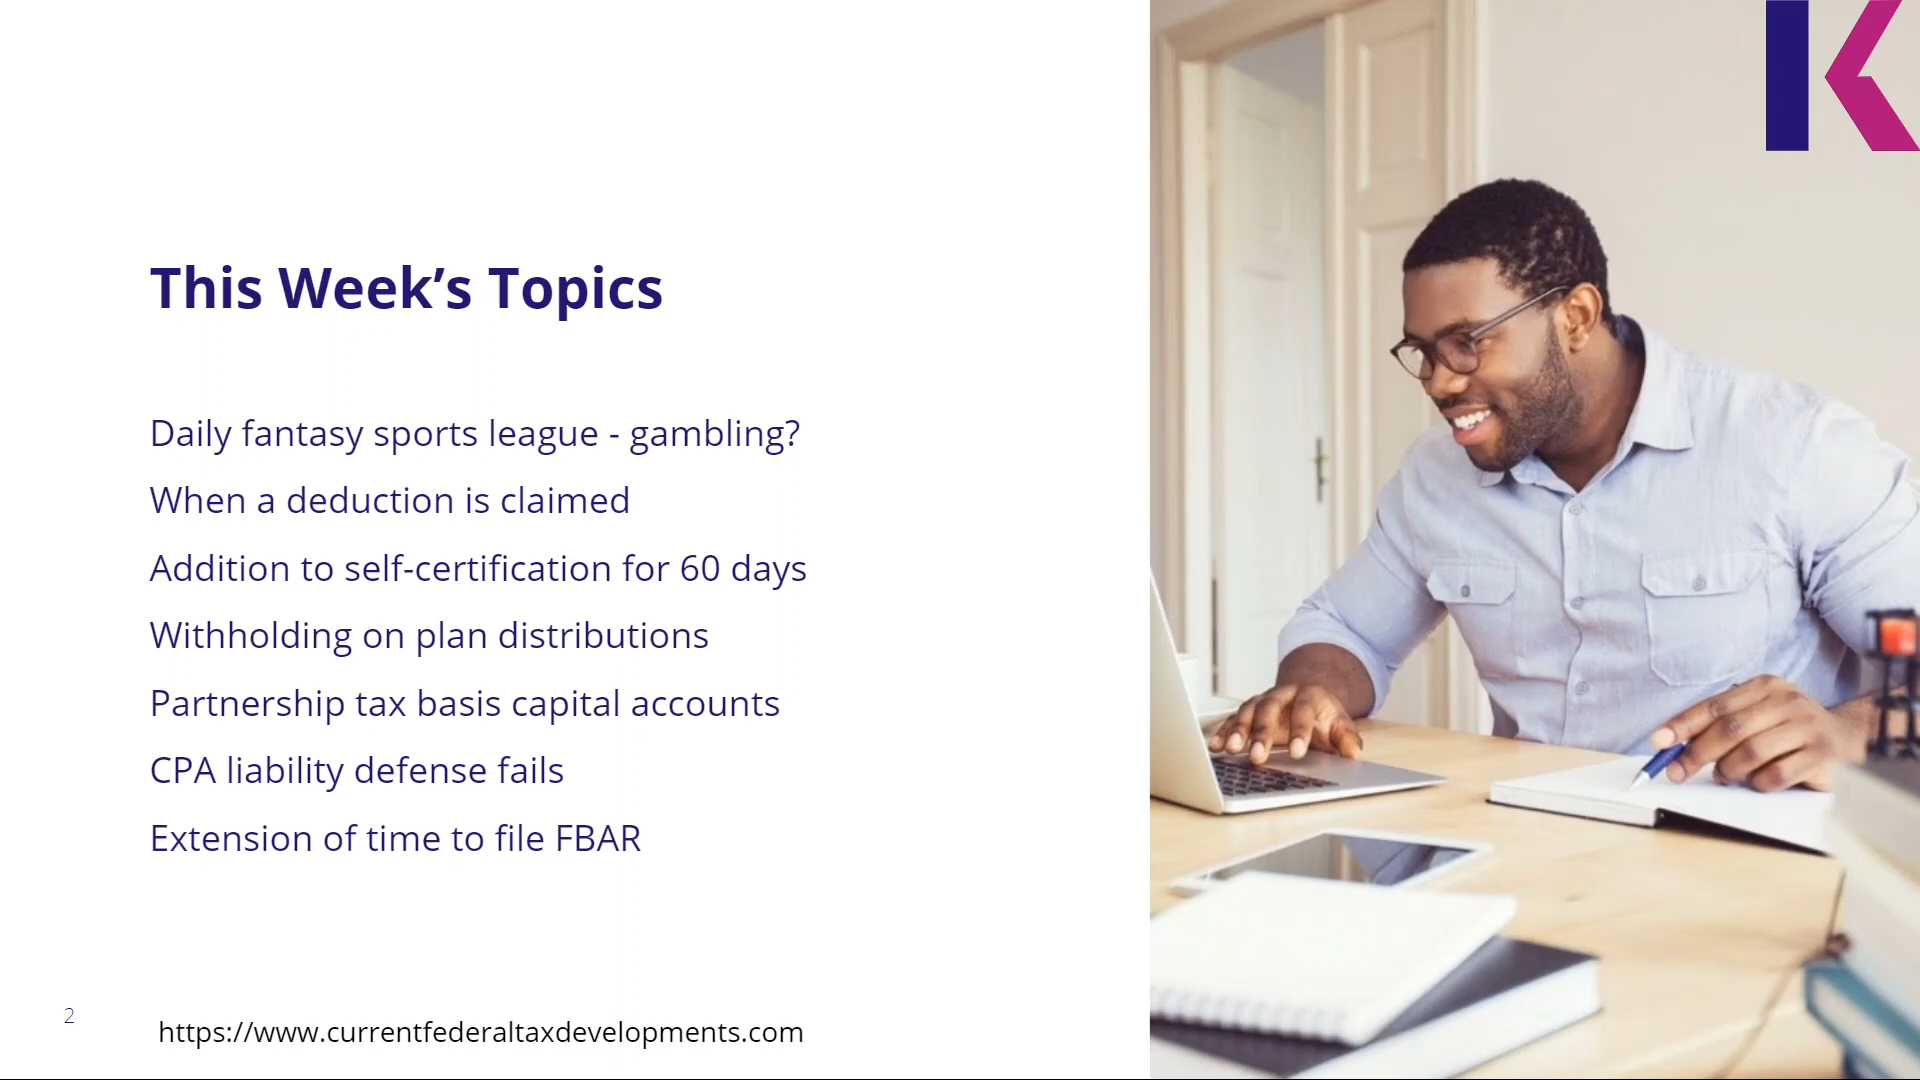 This Week’s Topics
Daily fantasy sports league - gambling?
When a deduction is claimed
Addition to self-certification for 60 days
Withholding on plan distributions
Partnership tax basis capital accounts
CPA liability defense fails
Extension of time to file FBAR
2
https://www.currentfederaltaxdevelopments.com